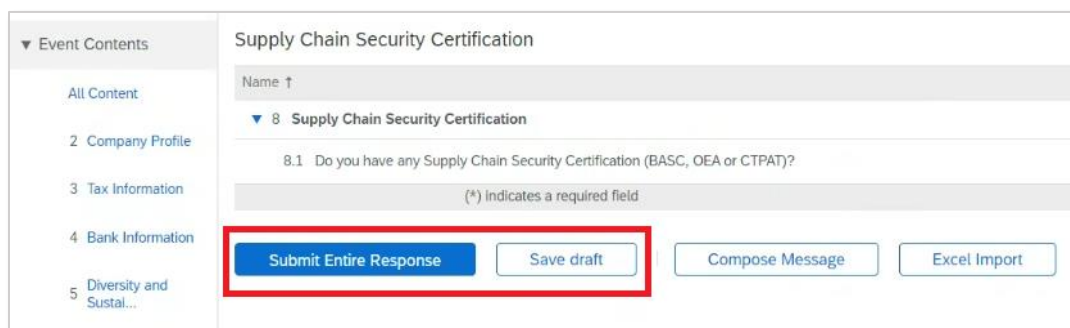 ▼ Event Contents
All Content
2 Company Profile
3 Tax Information
4 Bank Information
5 Diversity and
Sustai...
Supply Chain Security Certification
Name ↑
▼ 8 Supply Chain Security Certification
8.1 Do you have any Supply Chain Security Certification (BASC, OEA or CTPAT)?
(*) indicates a required field
Submit Entire Response Save draft Compose Message Excel Import